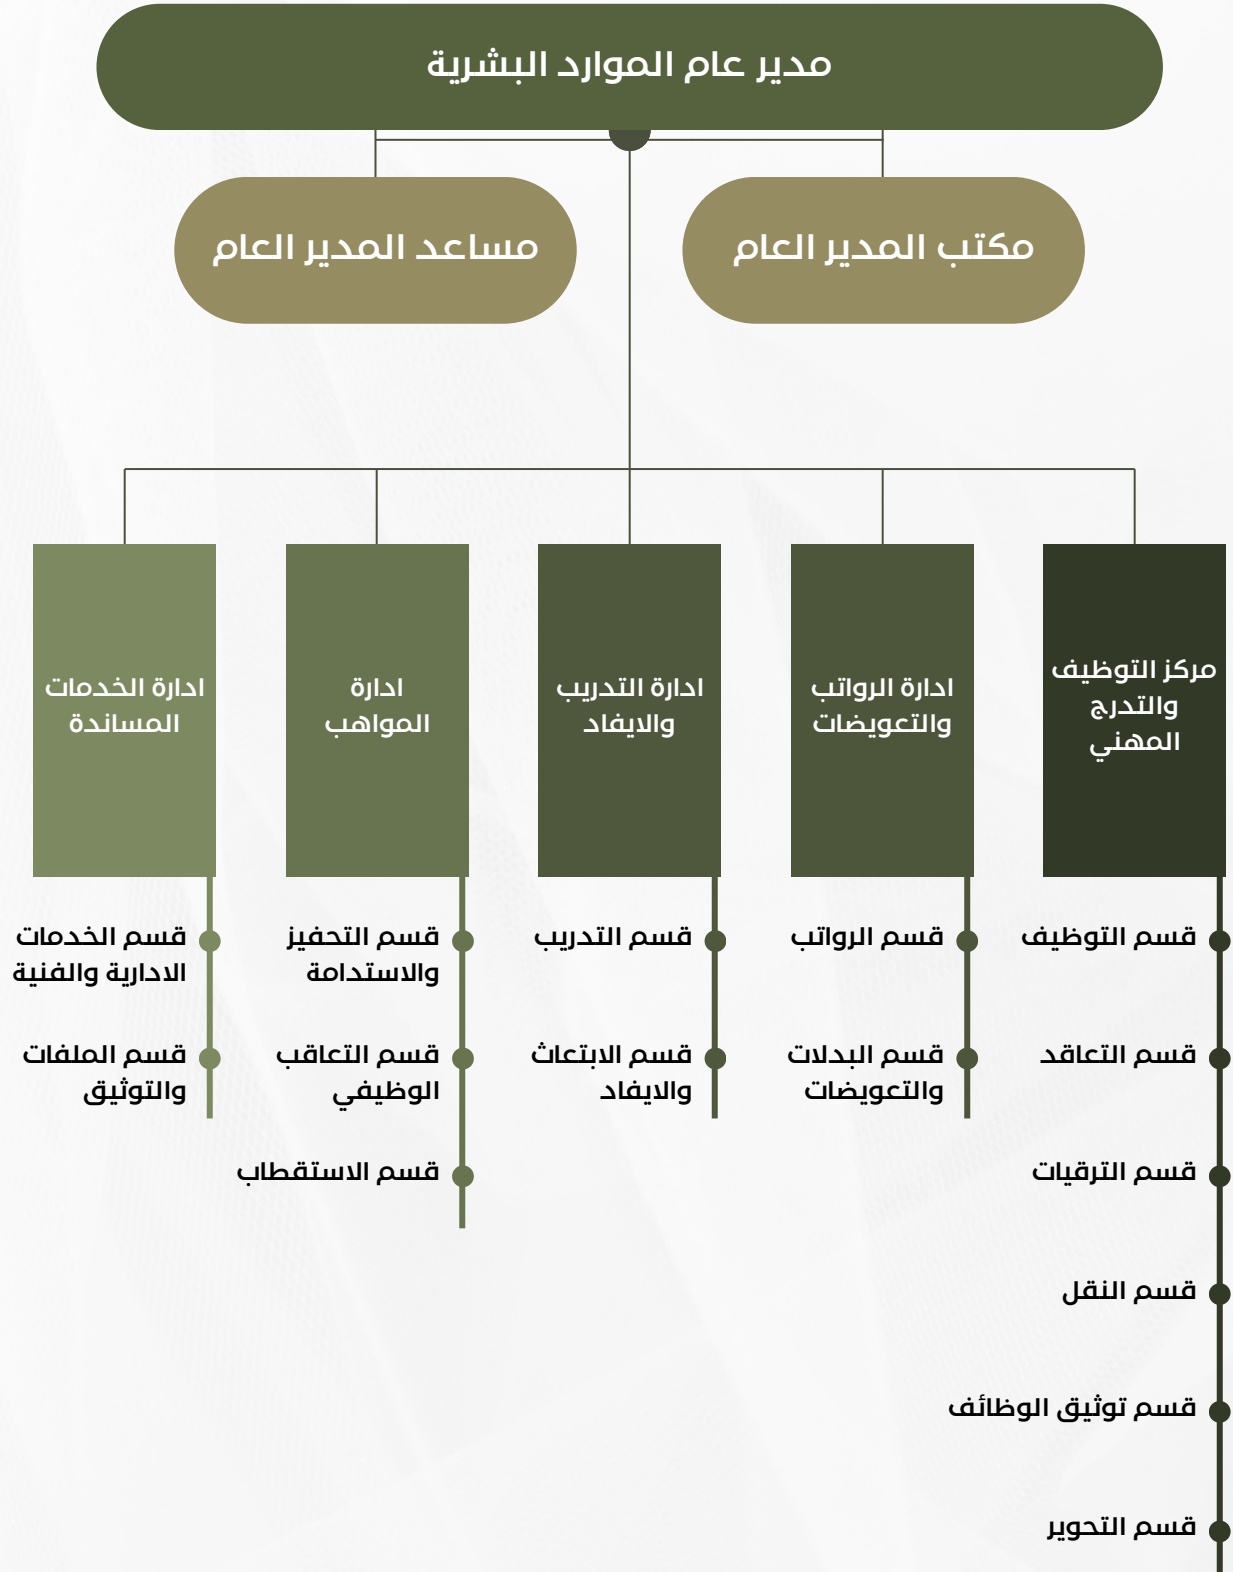 مدير عام الموارد البشرية
مكتب المدير العام
مساعد المدير العام
مركز التوظيف
والتدرج
المهني
ادارة الرواتب
والتعويضات
ادارة التدريب
والايفاد
ادارة
المواهب
ادارة الخدمات
المساندة
قسم التوظيف
قسم التعاقد
قسم الترقيات
قسم النقل
قسم توثيق الوظائف
قسم التحوير
قسم الرواتب
قسم البدلات
والتعويضات
قسم التدريب
قسم الابتعاث
والايفاد
قسم التحفيز
والاستدامة
قسم التعاقب
الوظيفي
قسم الاستقطاب
قسم الخدمات
الادارية والفنية
قسم الملفات
والتوثيق